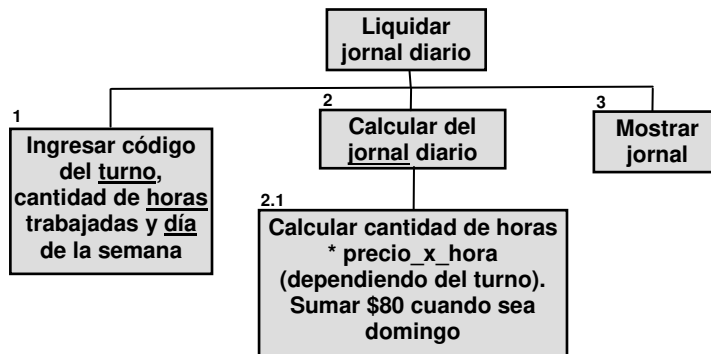 Liquidar
jornal diario
1
Ingresar código
del turno,
cantidad de horas
trabajadas y día
de la semana
2
Calcular del
jornal diario
3
Mostrar
jornal
2.1
Calcular cantidad de horas
* precio_x_hora
(dependiendo del turno).
Sumar $80 cuando sea
domingo